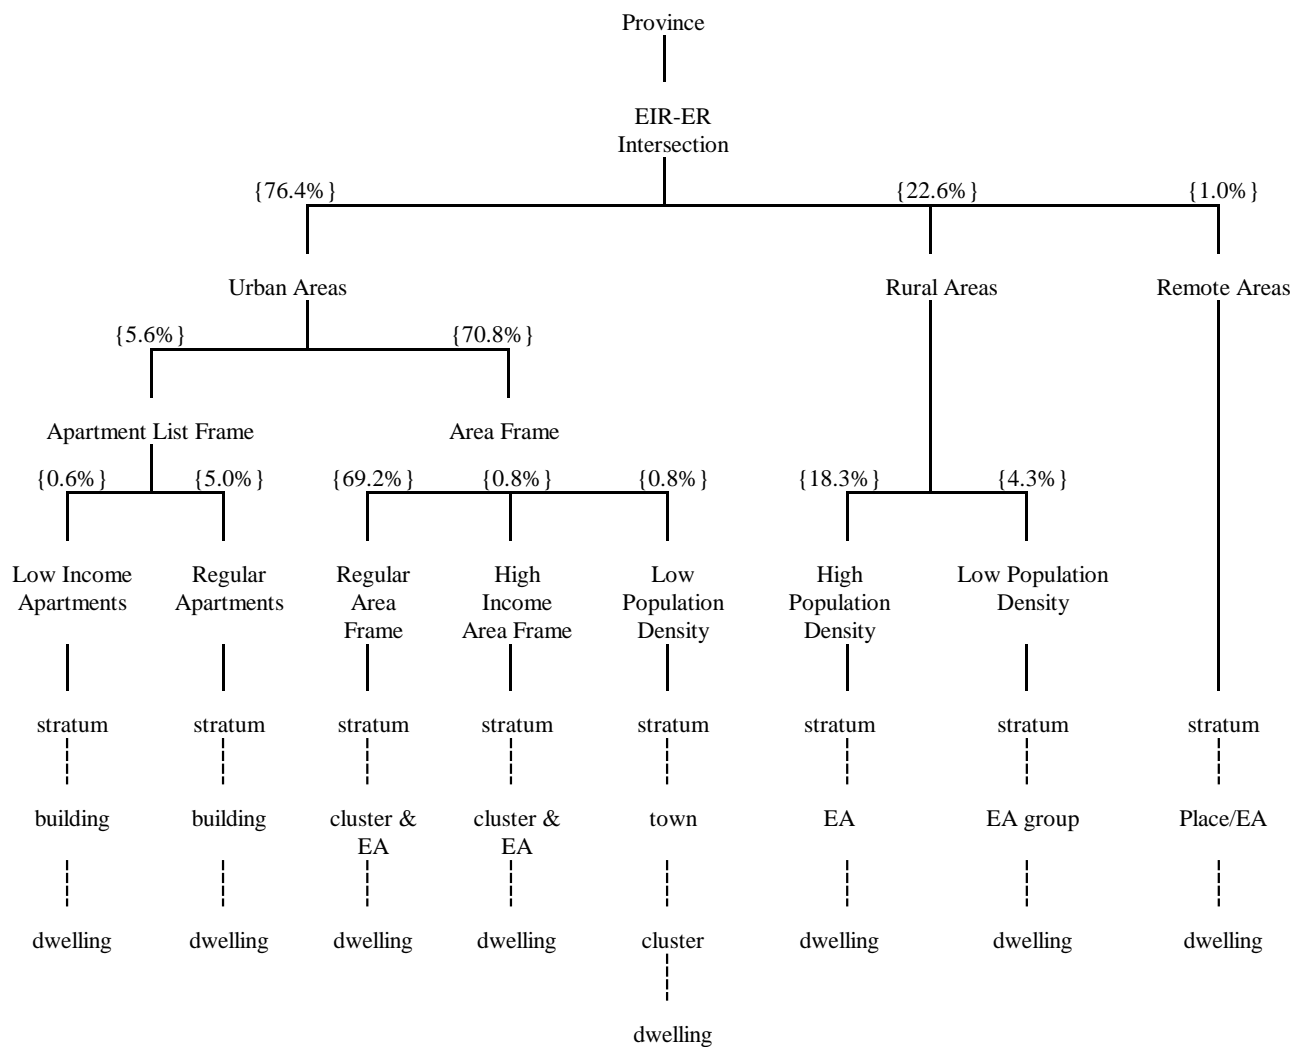 Province
EIR-ER
Intersection
{76.4%} {22.6%} {1.0%}
Urban Areas Rural Areas Remote Areas
{5.6%} {70.8%}
Apartment List Frame Area Frame
{0.6%} {5.0%} {69.2%} {0.8%} {0.8%} {18.3%} {4.3%}
Low Income Regular Regular High Low High Low Population
Apartments Apartments Area Income Population Population Density
Frame Area Frame Density Density
stratum stratum stratum stratum stratum stratum stratum stratum
building building cluster & cluster & town EA EA group Place/EA
EA EA
dwelling dwelling dwelling dwelling cluster dwelling dwelling dwelling
dwelling